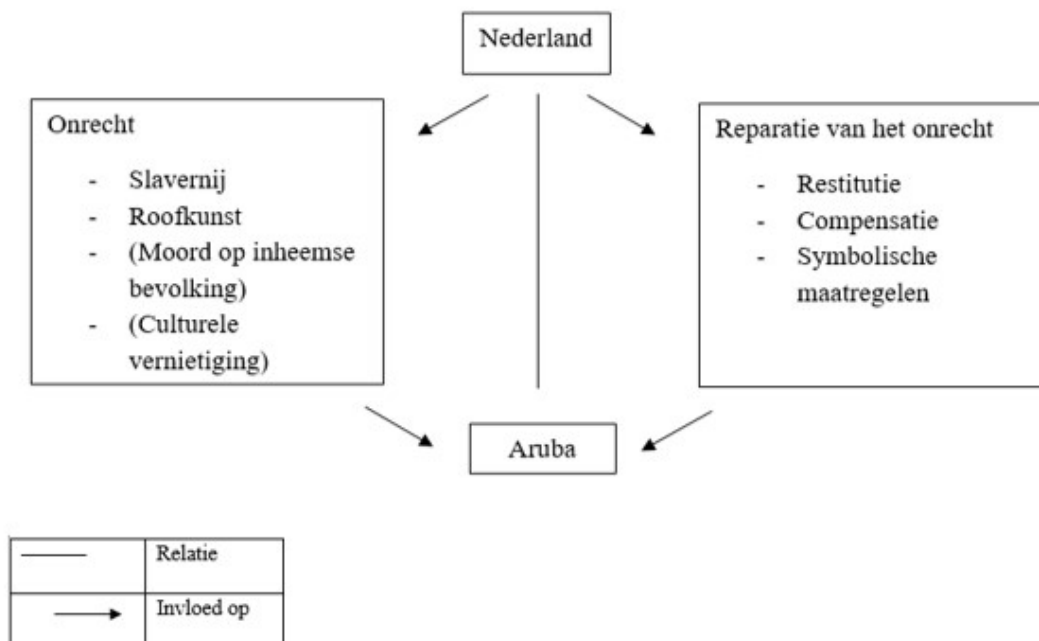 Nederland
Onrecht
- Slavernij
- Roofkunst
- (Moord op inheemse
bevolking)
- (Culturele
vernietiging)
Reparatie van het onrecht
- Restitutie
- Compensatie
- Symbolische
maatregelen
Aruba
Relatie
Invloed op